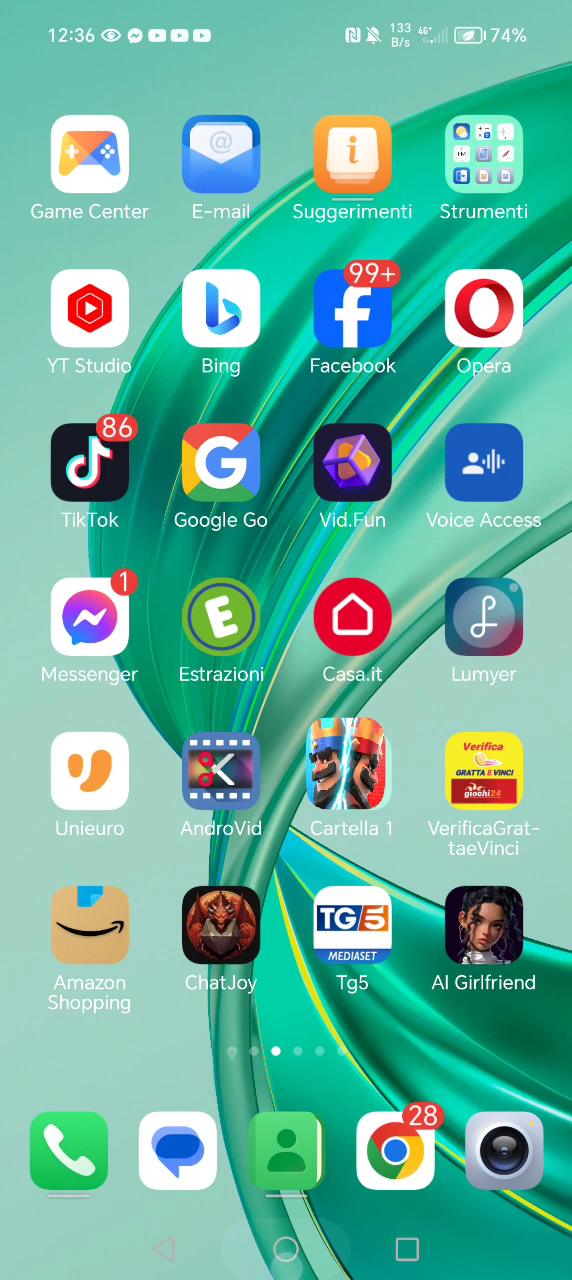 12:36
133 B/s
4G+
74%
Game Center
E-mail
Suggerimenti
Strumenti
YT Studio
Bing
99+
Facebook
Opera
86
TikTok
Google Go
Vid.Fun
Voice Access
1
Messenger
Estrazioni
Casa.it
Lumyer
Unieuro
AndroVid
Cartella 1
Verifica
GRATTA E VINCI
giochi24
VerificaGrat-
taeVinci
Amazon
Shopping
ChatJoy
TG5
MEDIASET
Tg5
AI Girlfriend
28